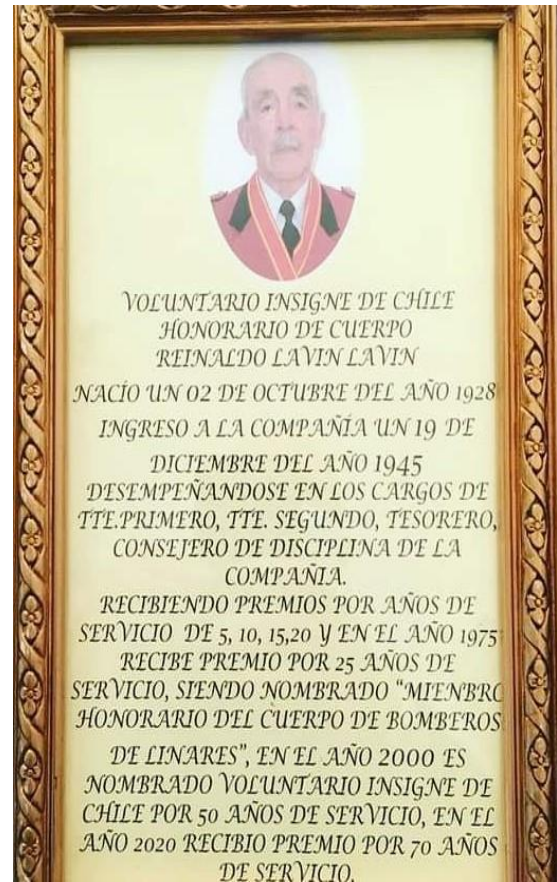 VOLUNTARIO INSIGNE DE CHILE
HONORARIO DE CUERPO
REINALDO LAVIN LAVIN
NACÍO UN 02 DE OCTUBRE DEL AÑO 1928
INGRESO A LA COMPAÑÍA UN 19 DE
DICIEMBRE DEL AÑO 1945
DESEMPEÑANDOSE EN LOS CARGOS DE
TTE.PRIMERO, TTE. SEGUNDO, TESORERO,
CONSEJERO DE DISCIPLINA DE LA
COMPAÑIA.
RECIBIENDO PREMIOS POR AÑOS DE
SERVICIO DE 5, 10, 15,20 Y EN EL AÑO 1975
RECIBE PREMIO POR 25 AÑOS DE
SERVICIO, SIENDO NOMBRADO “MIENBRO
HONORARIO DEL CUERPO DE BOMBEROS
DE LINARES”, EN EL AÑO 2000 ES
NOMBRADO VOLUNTARIO INSIGNE DE
CHILE POR 50 AÑOS DE SERVICIO, EN EL
AÑO 2020 RECIBIO PREMIO POR 70 AÑOS
DE SERVICIO.